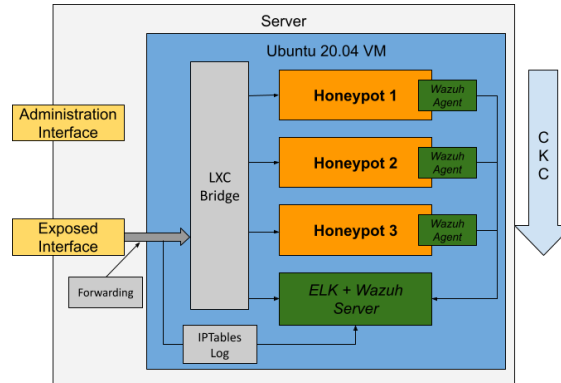 Server
Ubuntu 20.04 VM
Administration
Interface
Exposed
Interface
Forwarding
LXC
Bridge
Honeypot 1
Wazuh
Agent
Honeypot 2
Wazuh
Agent
Honeypot 3
Wazuh
Agent
ELK + Wazuh
Server
IPTables
Log
C
K
C